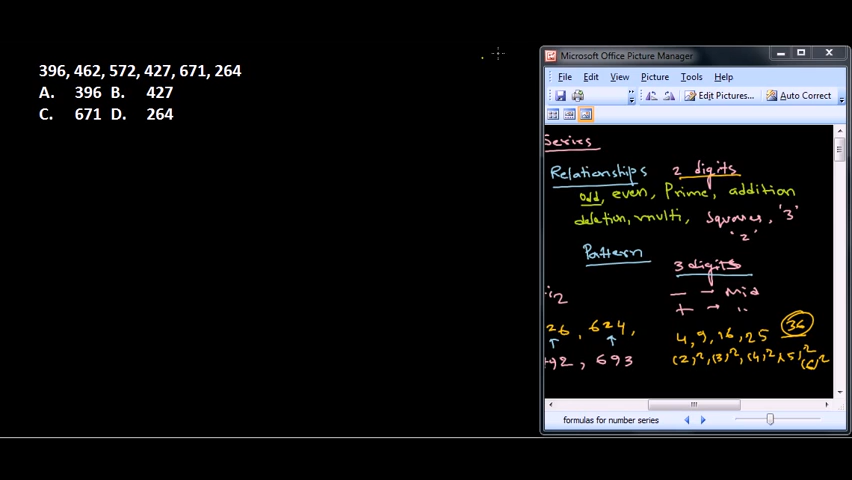 396, 462, 572, 427, 671, 264
A. 396 B. 427
C. 671 D. 264
Microsoft Office Picture Manager
File Edit View Picture Tools Help
Edit Pictures... Auto Correct
Series
Relationships 2 digits
odd, even, Prime, addition
deletion, multi, Squares, '3'
'2'
Pattern
3 digits
— → Mid
+ → "
26, 624,
4, 9, 16, 25 36
(2)², (3)², (4)², (5)², (6)²
92, 693
formulas for number series